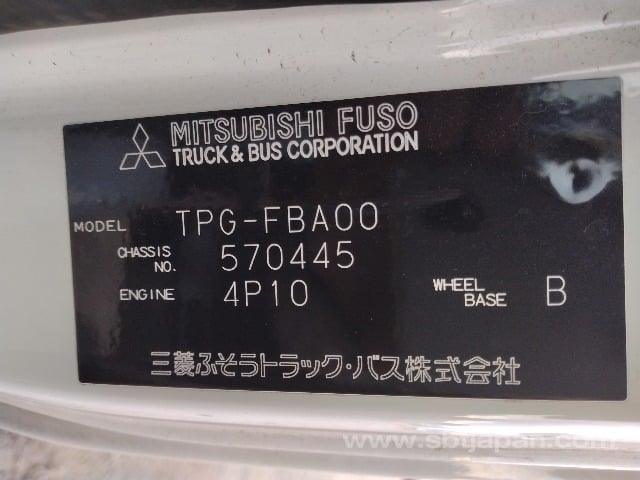 MITSUBISHI FUSO
TRUCK & BUS CORPORATION
MODEL TPG-FBA00
CHASSIS NO. 570445
ENGINE 4P10 WHEEL BASE B
三菱ふそうトラック・バス株式会社
www.sbtjapan.com